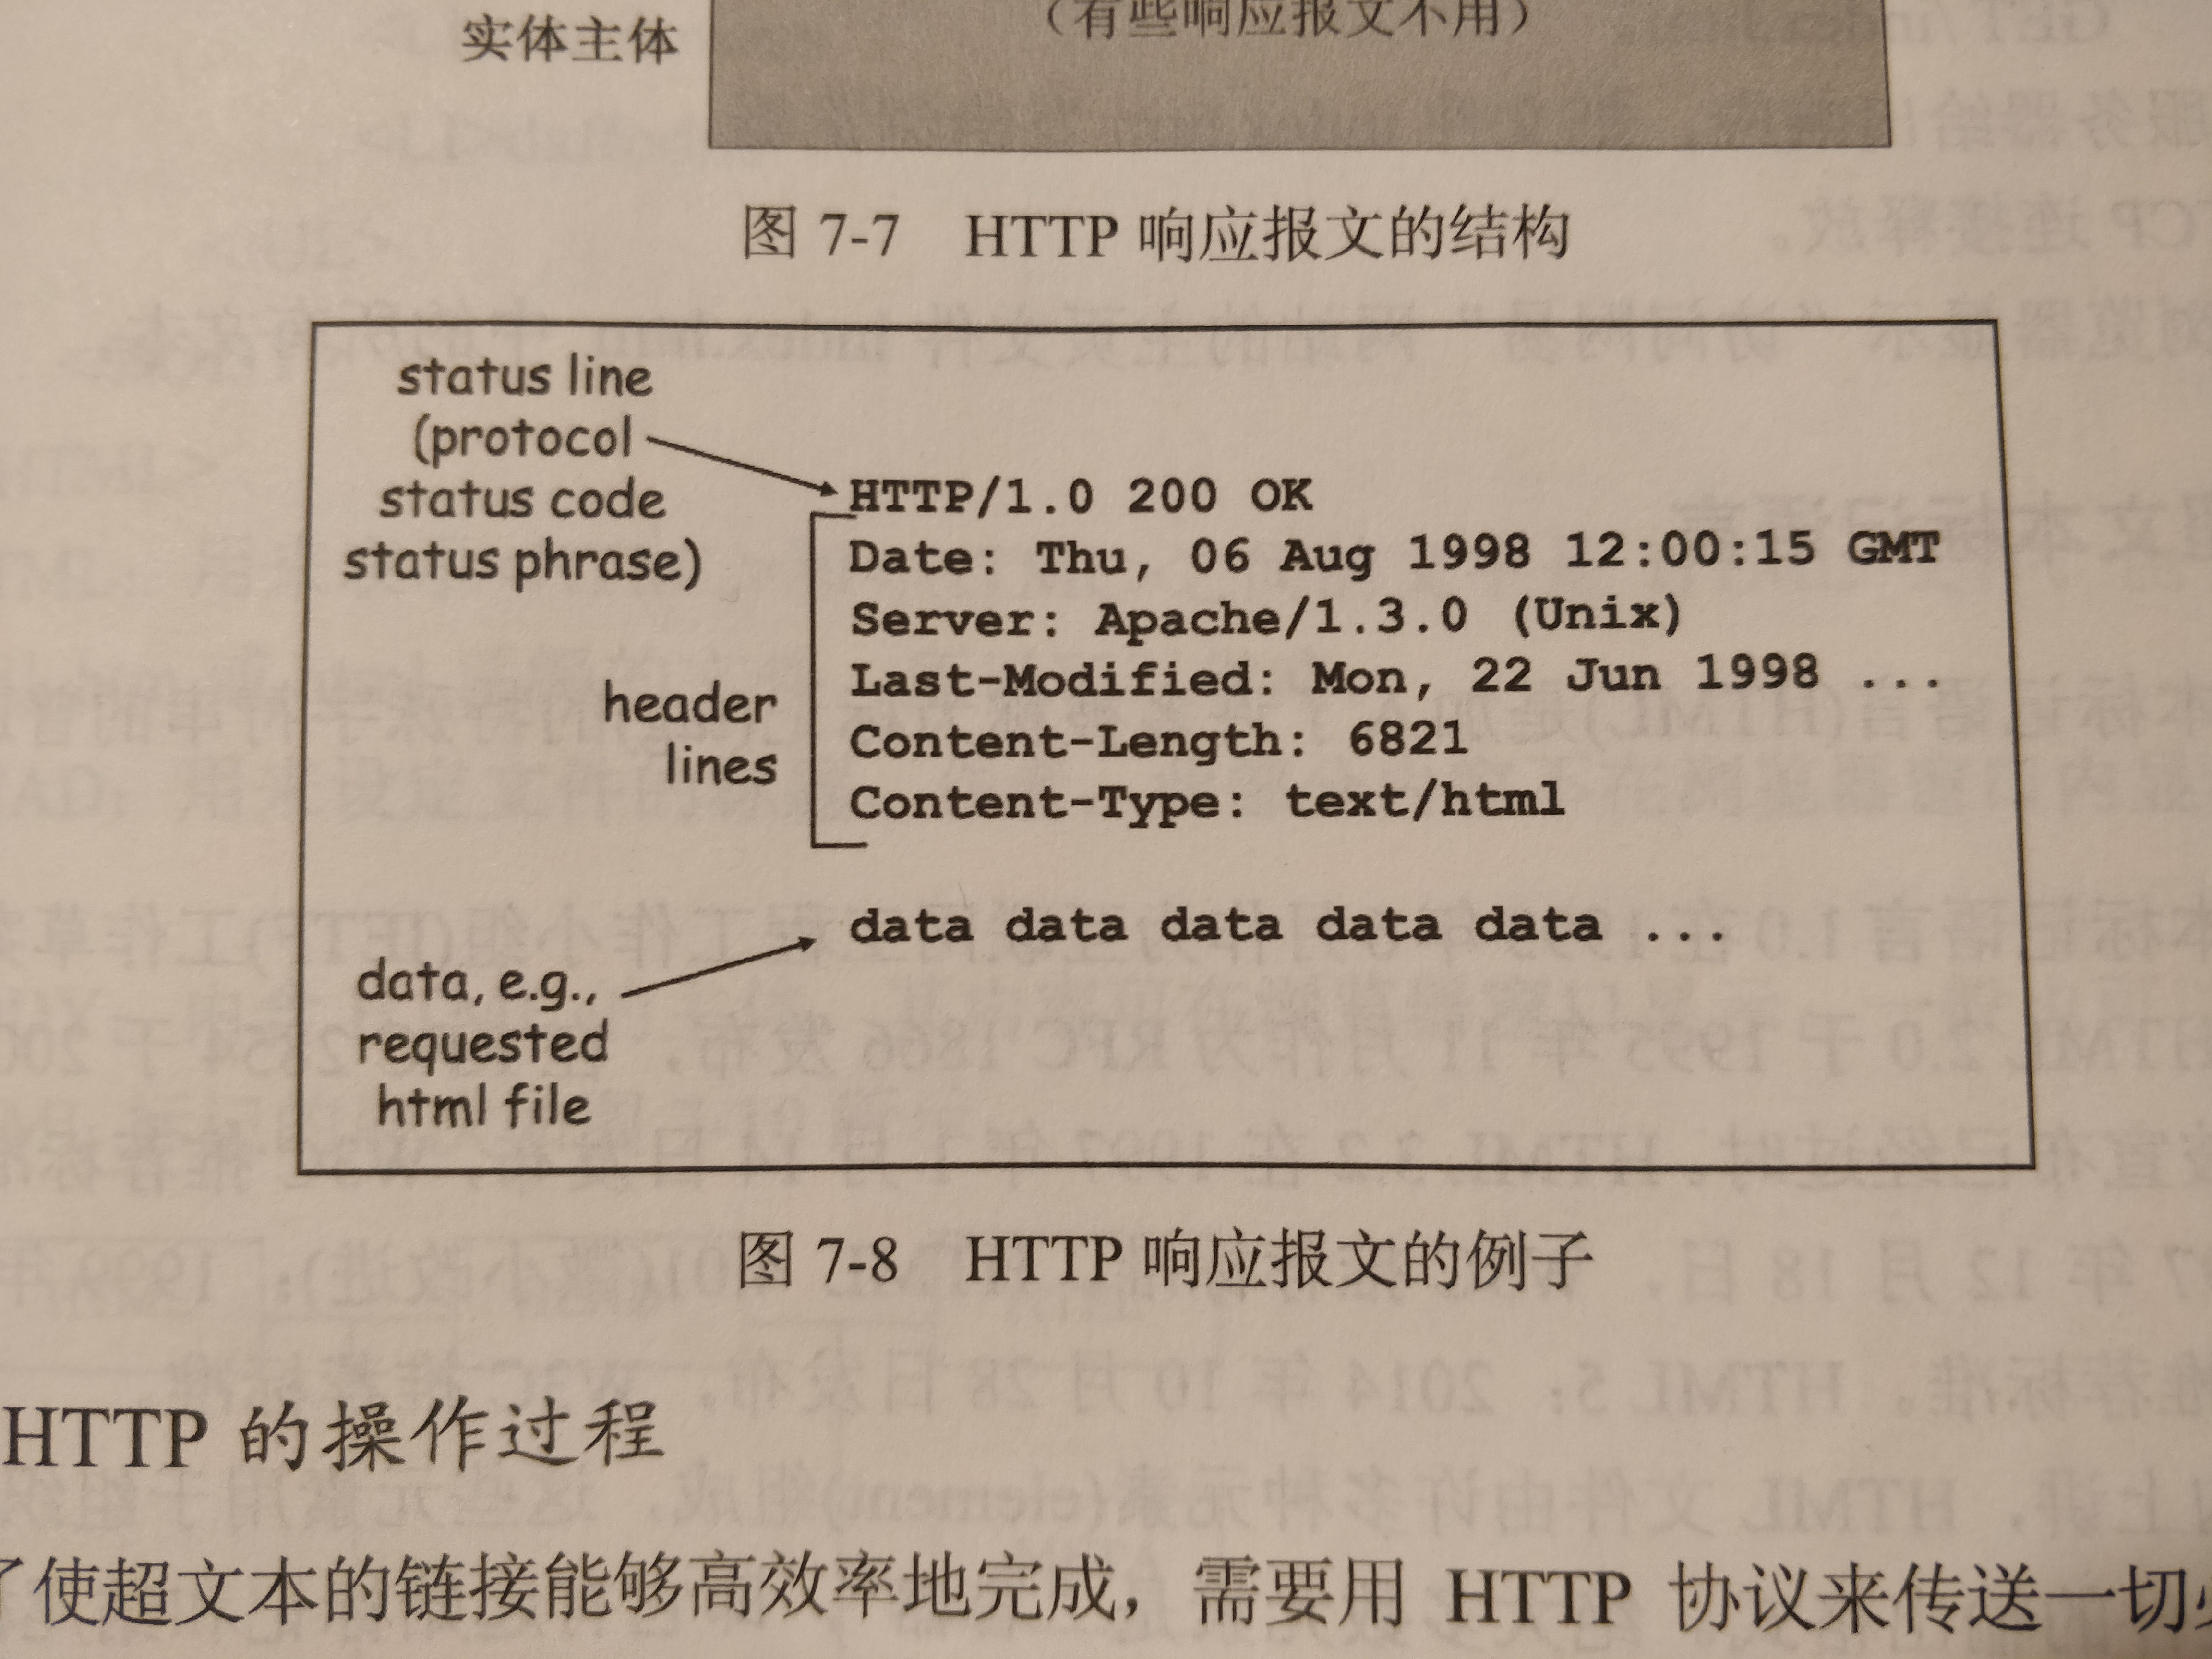 （有些响应报文不用）
实体主体
图 7-7 HTTP 响应报文的结构
status line
(protocol
status code
status phrase)
HTTP/1.0 200 OK
Date: Thu, 06 Aug 1998 12:00:15 GMT
Server: Apache/1.3.0 (Unix)
Last-Modified: Mon, 22 Jun 1998 ...
Content-Length: 6821
Content-Type: text/html
header
lines
data data data data data ...
data, e.g.,
requested
html file
图 7-8 HTTP 响应报文的例子
HTTP 的操作过程
了使超文本的链接能够高效率地完成，需要用 HTTP 协议来传送一切